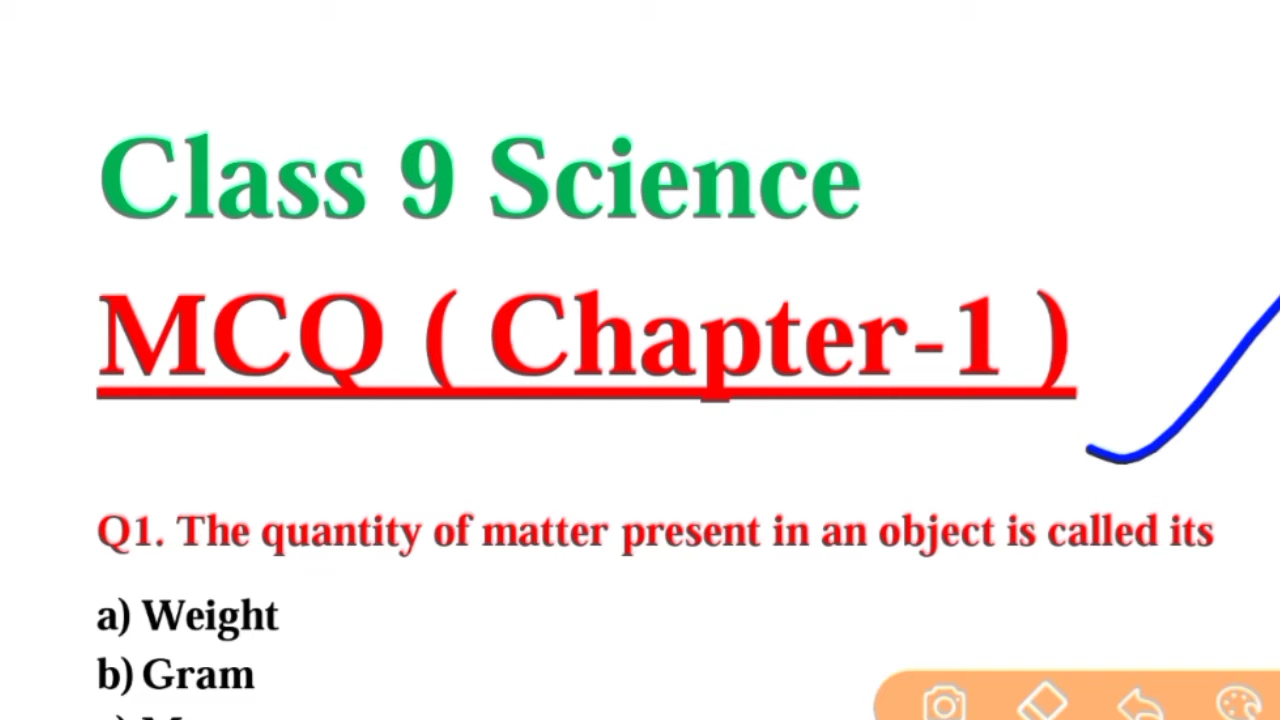 Class 9 Science
MCQ ( Chapter-1 )
Q1. The quantity of matter present in an object is called its
a) Weight
b) Gram